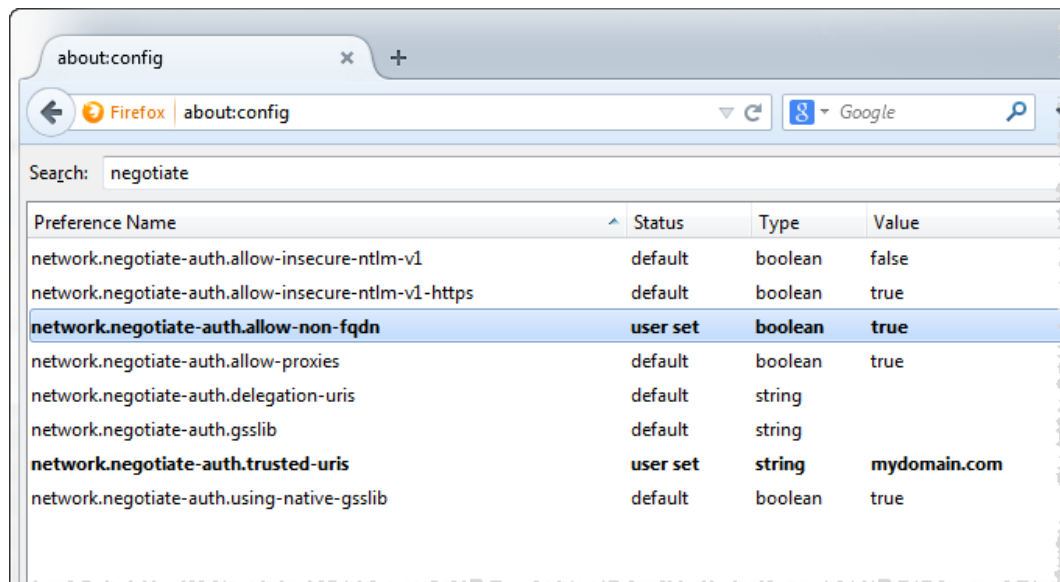 about:config
Firefox about:config Google
Search: negotiate
Preference Name Status Type Value
network.negotiate-auth.allow-insecure-ntlm-v1 default boolean false
network.negotiate-auth.allow-insecure-ntlm-v1-https default boolean true
network.negotiate-auth.allow-non-fqdn user set boolean true
network.negotiate-auth.allow-proxies default boolean true
network.negotiate-auth.delegation-uris default string
network.negotiate-auth.gsslib default string
network.negotiate-auth.trusted-uris user set string mydomain.com
network.negotiate-auth.using-native-gsslib default boolean true